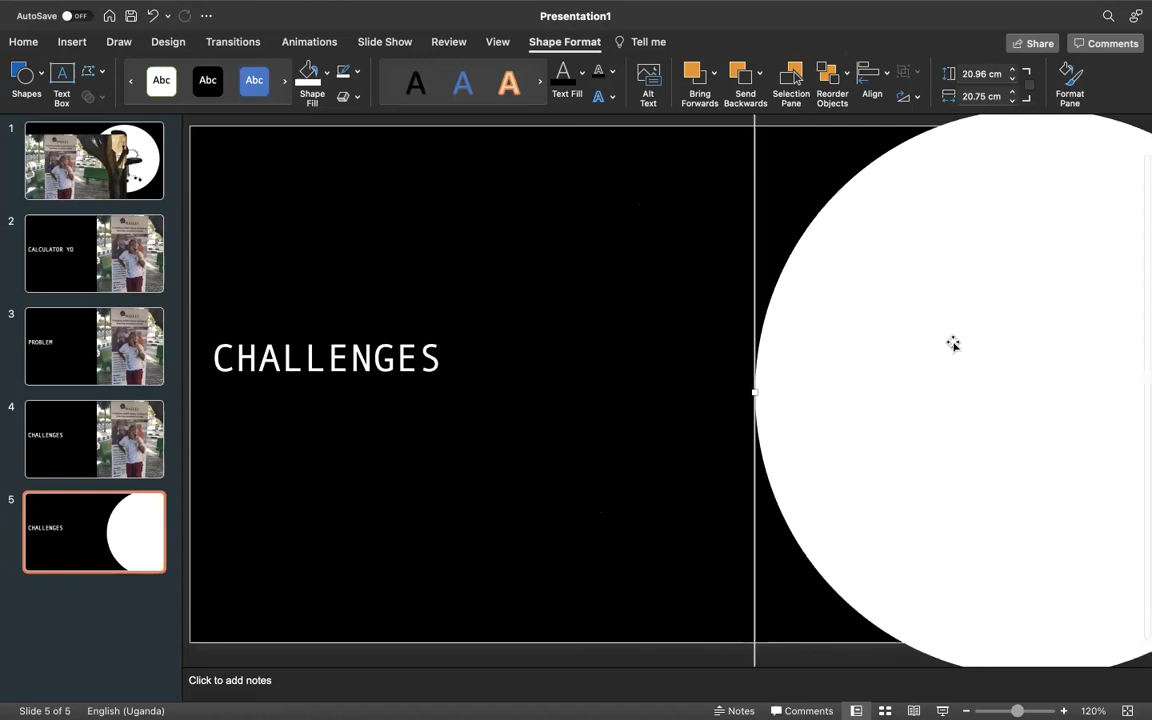 AutoSave OFF
Presentation1
Home Insert Draw Design Transitions Animations Slide Show Review View Shape Format Tell me Share Comments
Shapes
Text Box
Abc Abc Abc
Shape Fill
A A A
Text Fill
Alt Text
Bring Forwards
Send Backwards
Selection Pane
Reorder Objects
Align
20.96 cm
20.75 cm
Format Pane
1
2
CALCULATOR YO
3
PROBLEM
4
CHALLENGES
5
CHALLENGES
CHALLENGES
Click to add notes
Slide 5 of 5 English (Uganda) Notes Comments 120%